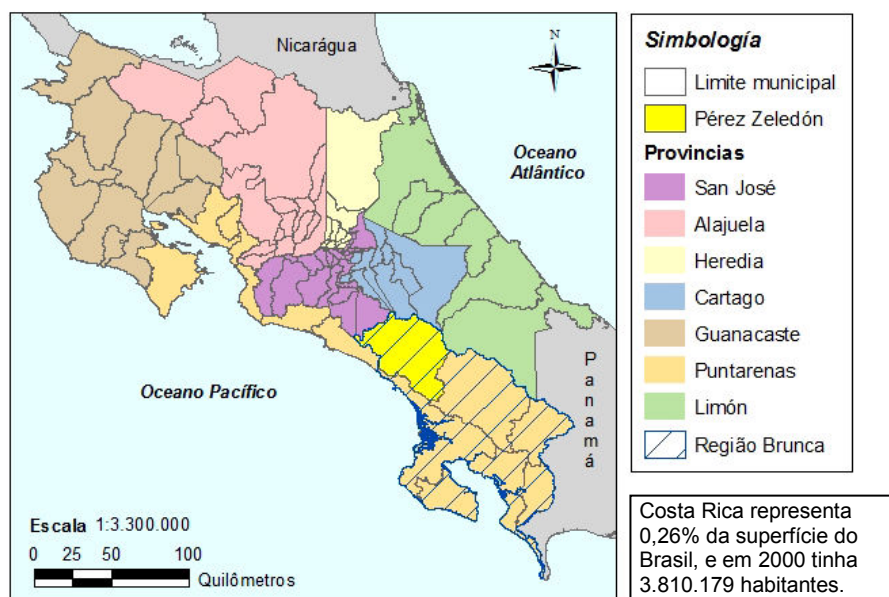 Nicarágua
N
Oceano
Atlântico
Oceano Pacífico
P
a
n
a
m
á
Escala 1:3.300.000
0 25 50 100
Quilômetros
Simbología
Limite municipal
Pérez Zeledón
Provincias
San José
Alajuela
Heredia
Cartago
Guanacaste
Puntarenas
Limón
Região Brunca
Costa Rica representa
0,26% da superfície do
Brasil, e em 2000 tinha
3.810.179 habitantes.